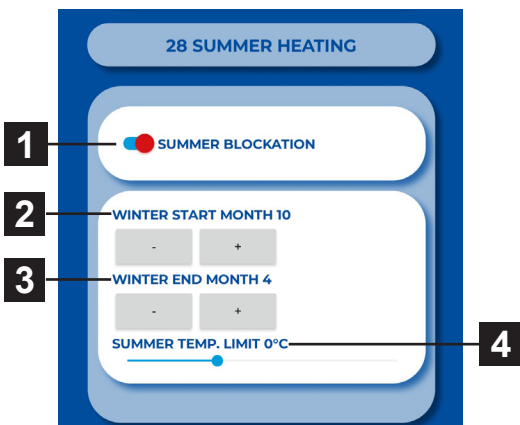 28 SUMMER HEATING
1
SUMMER BLOCKATION
2
WINTER START MONTH 10
- +
3
WINTER END MONTH 4
- +
SUMMER TEMP. LIMIT 0°C
4